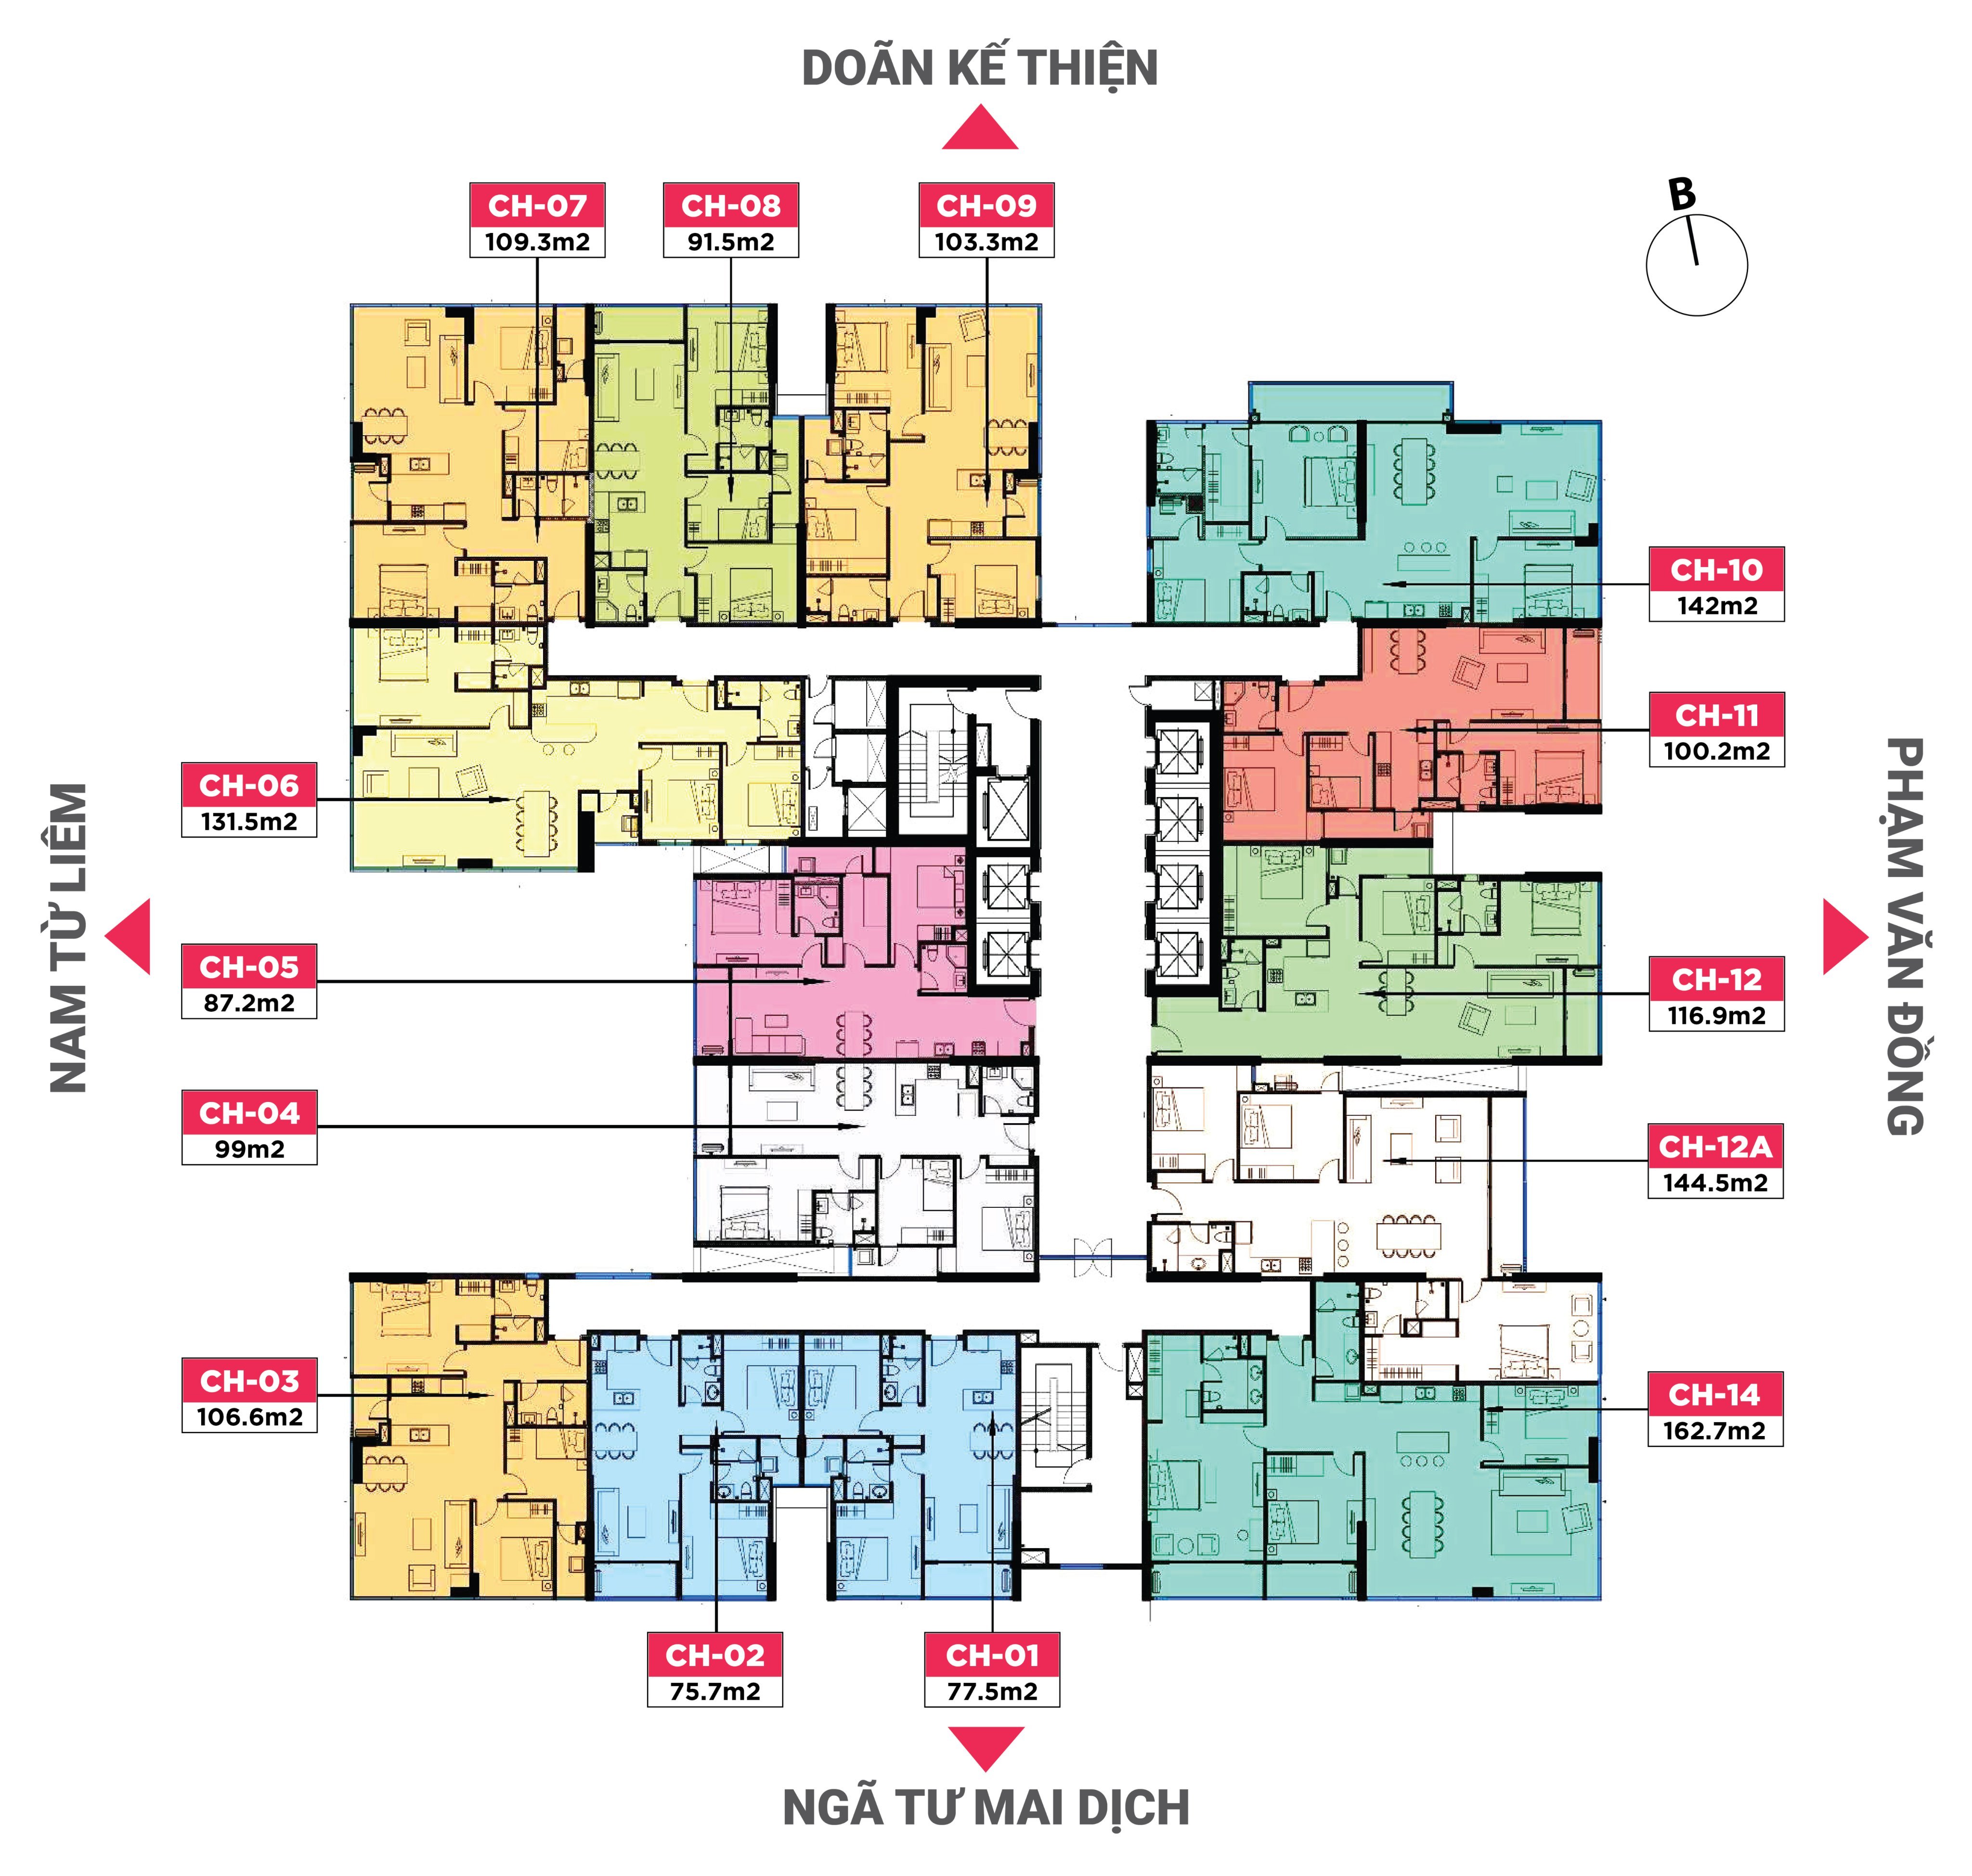 DOÃN KẾ THIỆN
B
CH-07
109.3m2
CH-08
91.5m2
CH-09
103.3m2
CH-10
142m2
CH-11
100.2m2
CH-06
131.5m2
NAM TỪ LIÊM
PHẠM VĂN ĐỒNG
CH-05
87.2m2
CH-12
116.9m2
CH-04
99m2
CH-12A
144.5m2
CH-03
106.6m2
CH-14
162.7m2
CH-02
75.7m2
CH-01
77.5m2
NGÃ TƯ MAI DỊCH